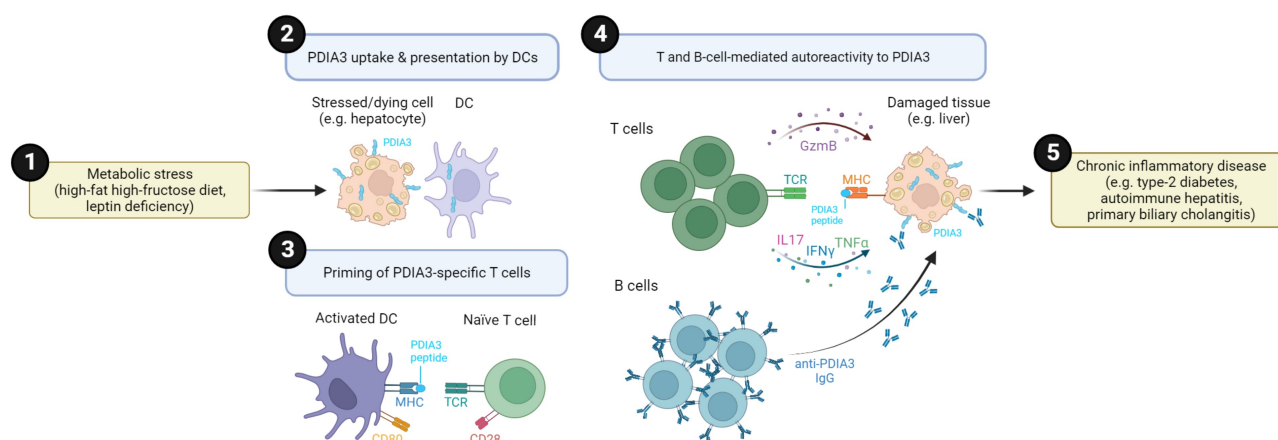 1
Metabolic stress
(high-fat high-fructose diet,
leptin deficiency)
2
PDIA3 uptake & presentation by DCs
Stressed/dying cell
(e.g. hepatocyte)
DC
PDIA3
3
Priming of PDIA3-specific T cells
Activated DC
Naïve T cell
PDIA3
peptide
MHC
TCR
CD80
CD28
4
T and B-cell-mediated autoreactivity to PDIA3
T cells
GzmB
Damaged tissue
(e.g. liver)
TCR
MHC
PDIA3
peptide
PDIA3
IL17
IFNγ
TNFα
B cells
anti-PDIA3
IgG
5
Chronic inflammatory disease
(e.g. type-2 diabetes,
autoimmune hepatitis,
primary biliary cholangitis)